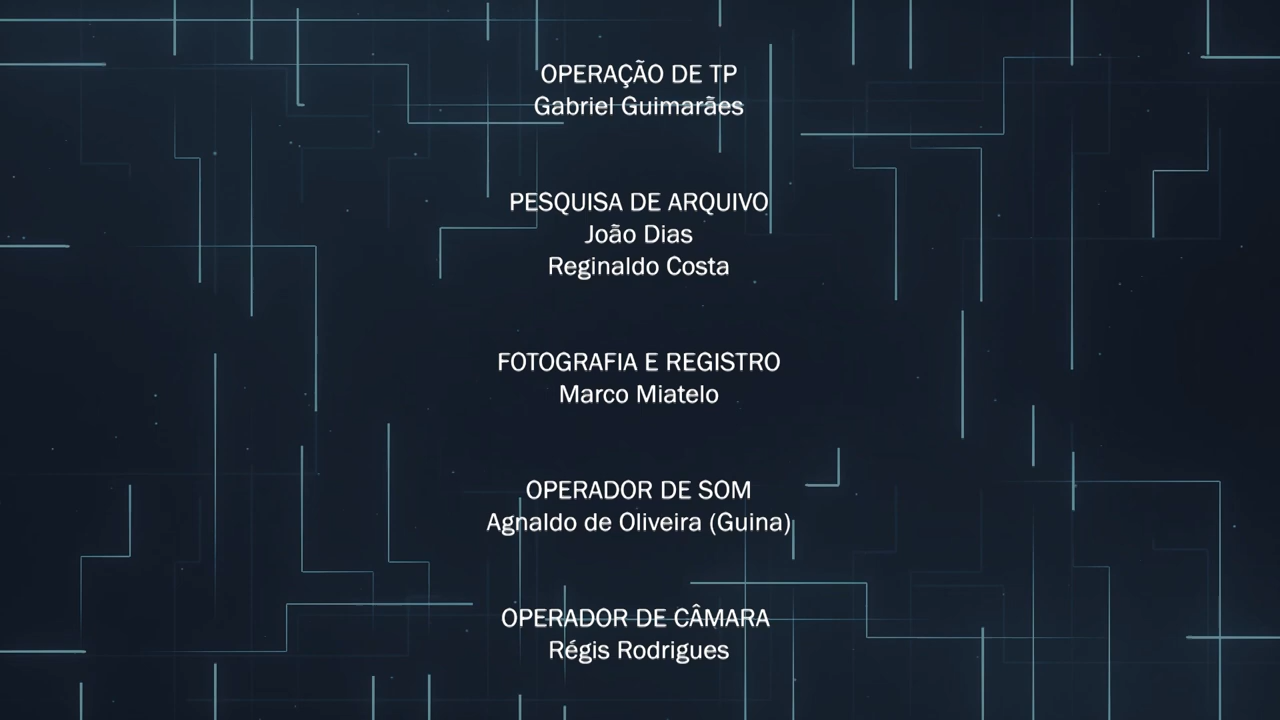 OPERAÇÃO DE TP
Gabriel Guimarães
PESQUISA DE ARQUIVO
João Dias
Reginaldo Costa
FOTOGRAFIA E REGISTRO
Marco Miatelo
OPERADOR DE SOM
Agnaldo de Oliveira (Guina)
OPERADOR DE CÂMARA
Régis Rodrigues